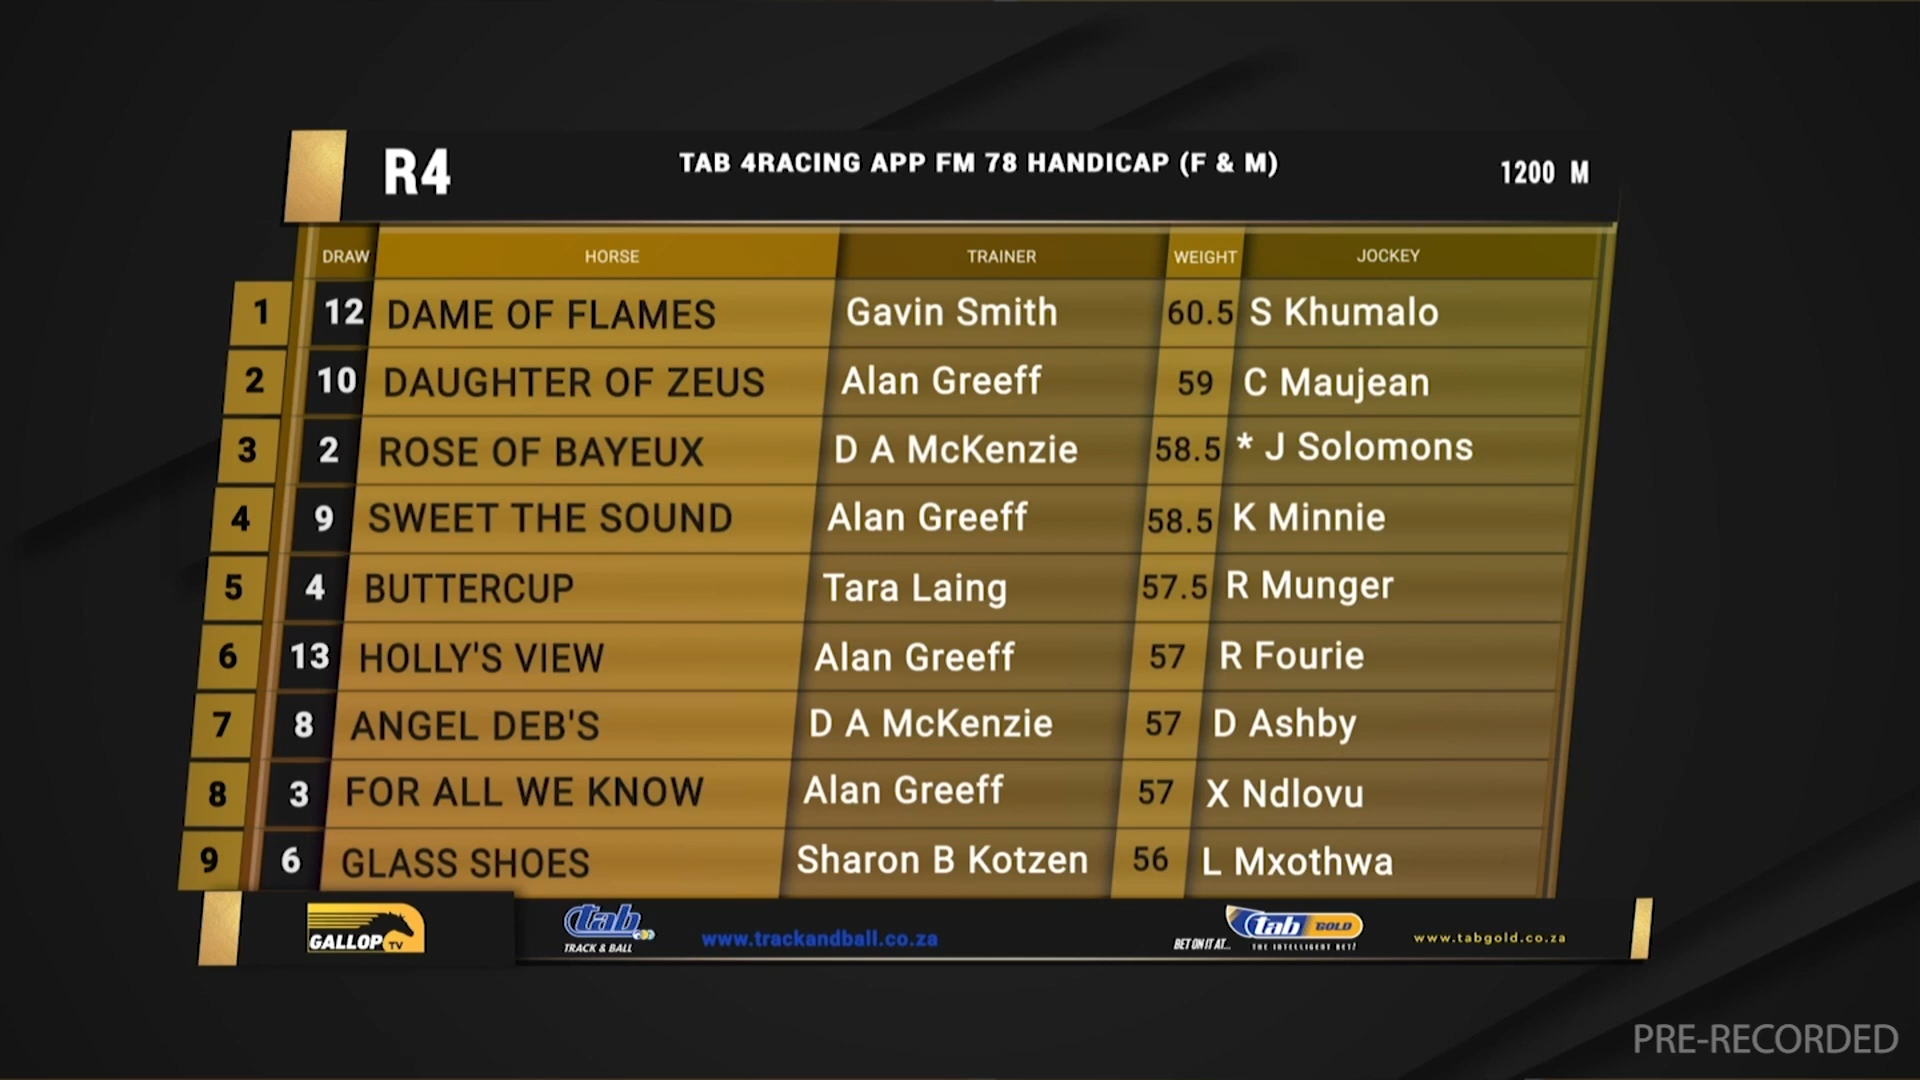 R4 TAB 4RACING APP FM 78 HANDICAP (F & M) 1200 M
DRAW HORSE TRAINER WEIGHT JOCKEY
1 12 DAME OF FLAMES Gavin Smith 60.5 S Khumalo
2 10 DAUGHTER OF ZEUS Alan Greeff 59 C Maujean
3 2 ROSE OF BAYEUX D A McKenzie 58.5 * J Solomons
4 9 SWEET THE SOUND Alan Greeff 58.5 K Minnie
5 4 BUTTERCUP Tara Laing 57.5 R Munger
6 13 HOLLY'S VIEW Alan Greeff 57 R Fourie
7 8 ANGEL DEB'S D A McKenzie 57 D Ashby
8 3 FOR ALL WE KNOW Alan Greeff 57 X Ndlovu
9 6 GLASS SHOES Sharon B Kotzen 56 L Mxothwa
GALLOP TV
tab
TRACK & BALL
www.trackandball.co.za
BET ON IT AT...
tab GOLD
THE INTELLIGENT BET!
www.tabgold.co.za
PRE-RECORDED